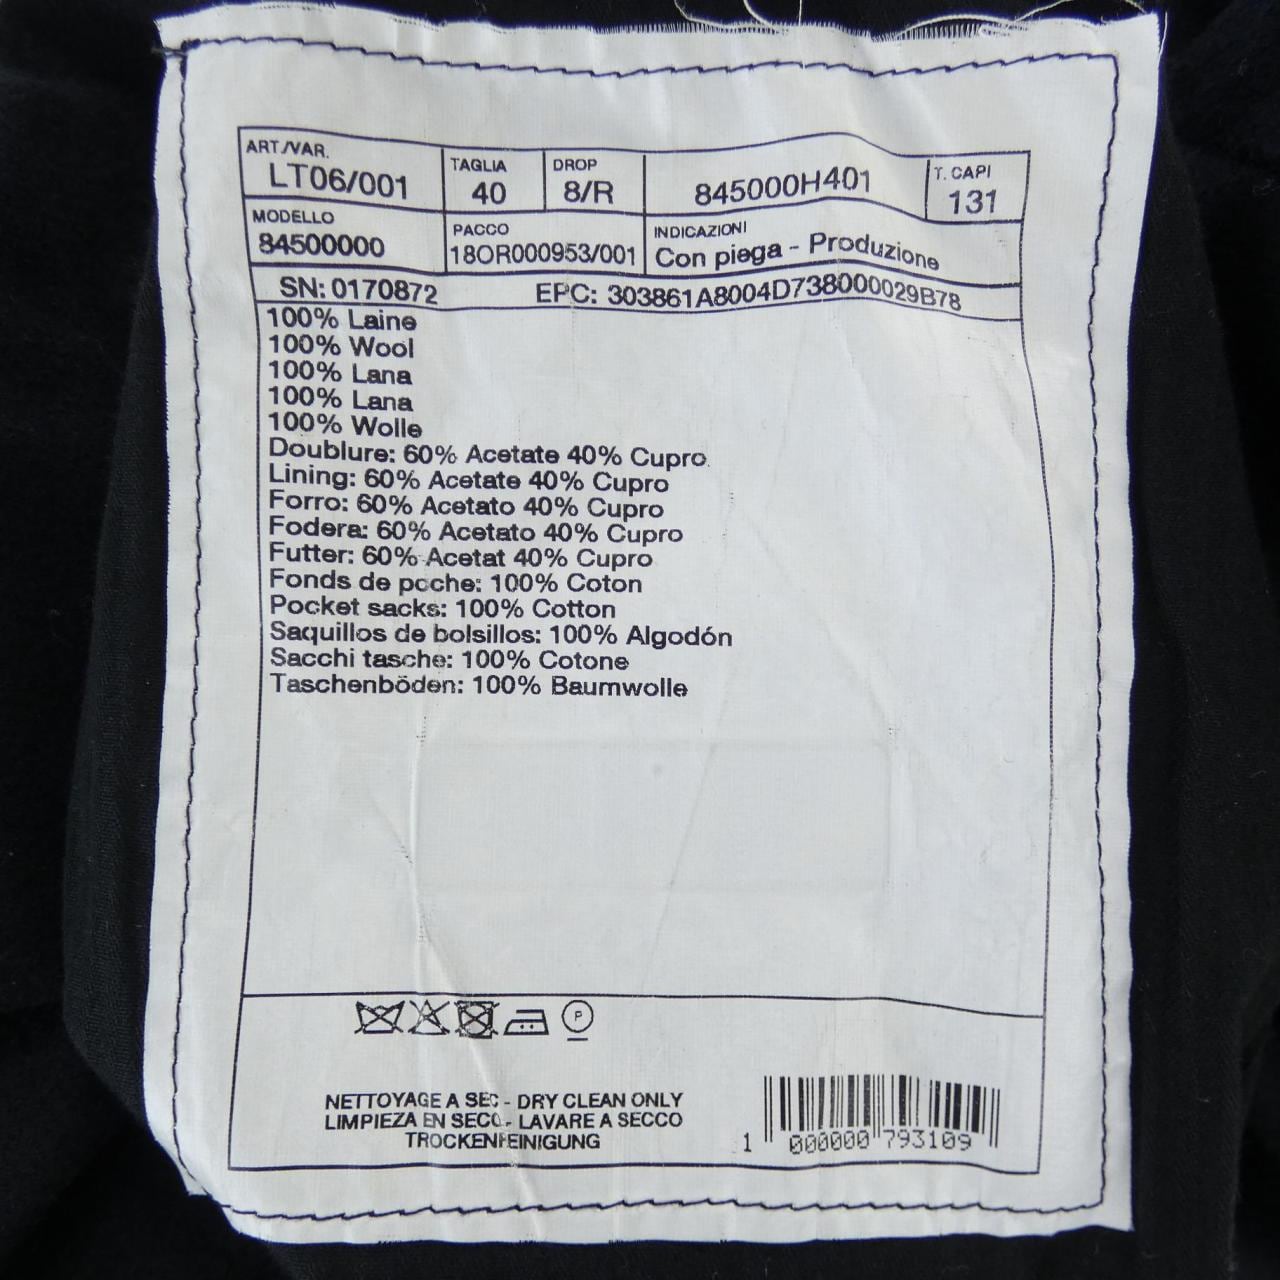 ART./VAR. TAGLIA DROP T. CAPI
LT06/001 40 8/R 845000H401 131
MODELLO PACCO INDICAZIONI
84500000 18OR000953/001 Con piega - Produzione
SN: 0170872 EPC: 303861A8004D738000029B78
100% Laine
100% Wool
100% Lana
100% Lana
100% Wolle
Doublure: 60% Acetate 40% Cupro
Lining: 60% Acetate 40% Cupro
Forro: 60% Acetato 40% Cupro
Fodera: 60% Acetato 40% Cupro
Futter: 60% Acetat 40% Cupro
Fonds de poche: 100% Coton
Pocket sacks: 100% Cotton
Saquillos de bolsillos: 100% Algodón
Sacchi tasche: 100% Cotone
Taschenböden: 100% Baumwolle
P
NETTOYAGE A SEC - DRY CLEAN ONLY
LIMPIEZA EN SECO - LAVARE A SECCO
TROCKENREINIGUNG
1 000000 793109